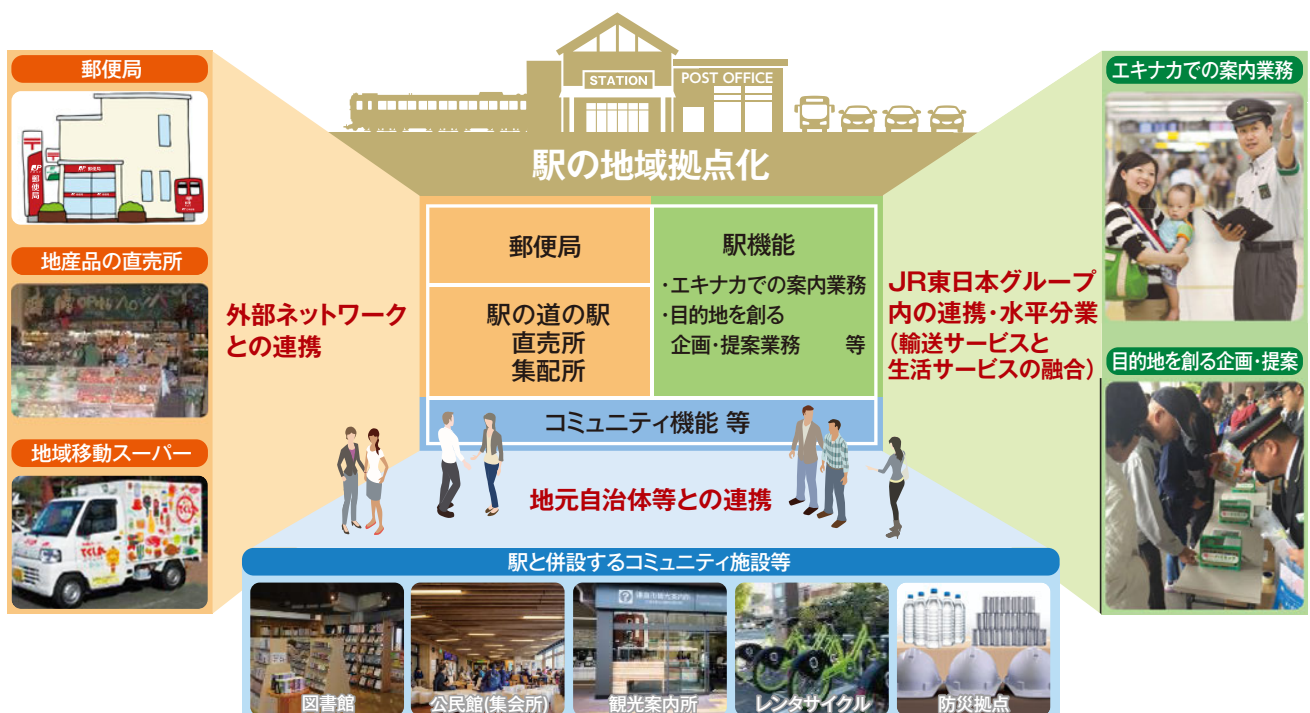 STATION
POST OFFICE
駅の地域拠点化
郵便局
〒
BP 郵便局
郵便局
地産品の直売所
OPEN
地域移動スーパー
外部ネットワーク
との連携
郵便局
駅の道の駅
直売所
集配所
駅機能
・エキナカでの案内業務
・目的地を創る
企画・提案業務 等
コミュニティ機能 等
JR東日本グループ
内の連携・水平分業
(輸送サービスと
生活サービスの融合)
エキナカでの案内業務
目的地を創る企画・提案
地元自治体等との連携
駅と併設するコミュニティ施設等
図書館
公民館(集会所)
観光案内所
レンタサイクル
防災拠点